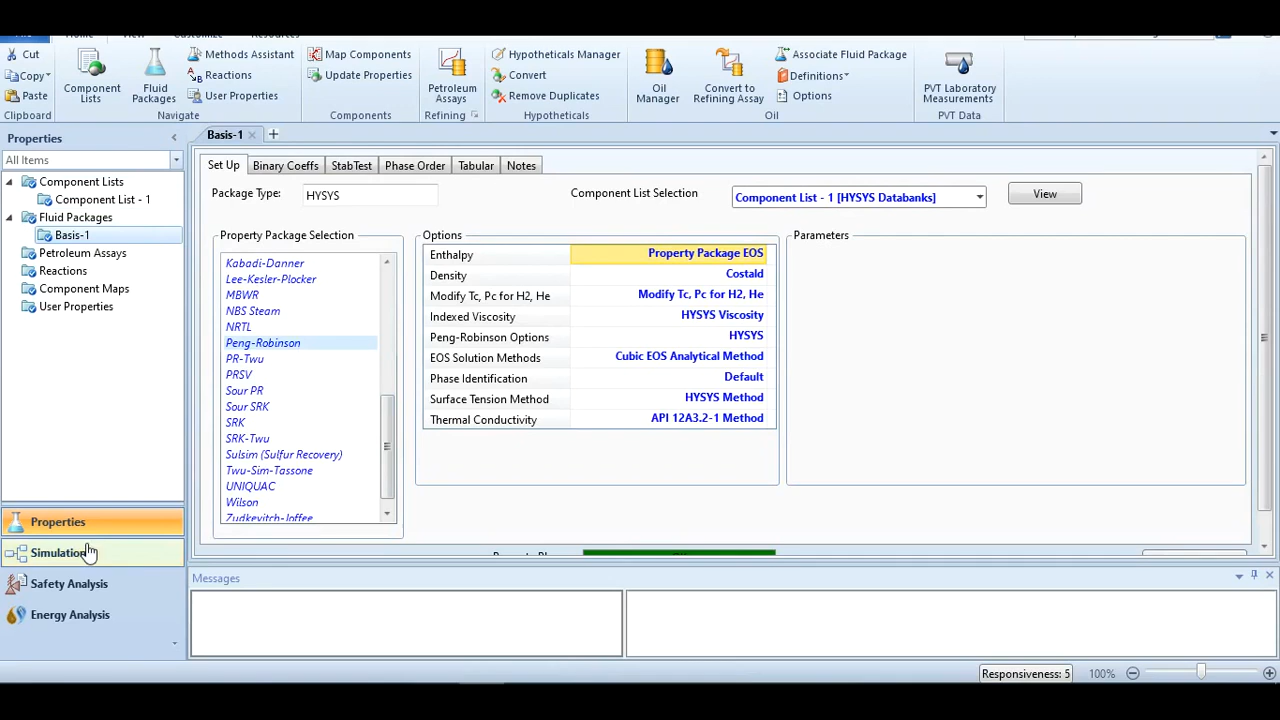 Cut
Copy
Paste
Clipboard
Component Lists
Fluid Packages
Methods Assistant
Reactions
User Properties
Navigate
Map Components
Update Properties
Components
Petroleum Assays
Refining
Hypotheticals Manager
Convert
Remove Duplicates
Hypotheticals
Oil Manager
Convert to Refining Assay
Associate Fluid Package
Definitions
Options
Oil
PVT Laboratory Measurements
PVT Data
Properties
All Items
Component Lists
Component List - 1
Fluid Packages
Basis-1
Petroleum Assays
Reactions
Component Maps
User Properties
Properties
Simulation
Safety Analysis
Energy Analysis
Basis-1
Set Up Binary Coeffs StabTest Phase Order Tabular Notes
Package Type: HYSYS
Component List Selection Component List - 1 [HYSYS Databanks] View
Property Package Selection
Kabadi-Danner
Lee-Kesler-Plocker
MBWR
NBS Steam
NRTL
Peng-Robinson
PR-Twu
PRSV
Sour PR
Sour SRK
SRK
SRK-Twu
Sulsim (Sulfur Recovery)
Twu-Sim-Tassone
UNIQUAC
Wilson
Zudkevitch-Joffee
Options
Enthalpy Property Package EOS
Density Costald
Modify Tc, Pc for H2, He Modify Tc, Pc for H2, He
Indexed Viscosity HYSYS Viscosity
Peng-Robinson Options HYSYS
EOS Solution Methods Cubic EOS Analytical Method
Phase Identification Default
Surface Tension Method HYSYS Method
Thermal Conductivity API 12A3.2-1 Method
Parameters
Messages
Responsiveness: 5 100%